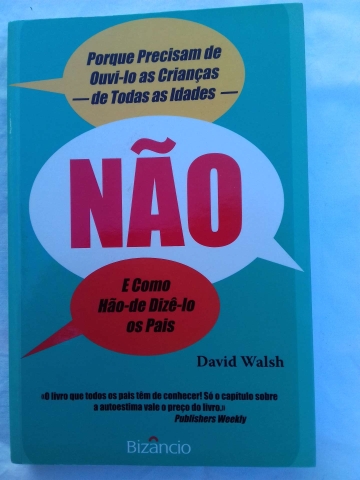 Porque Precisam de
Ouvi-lo as Crianças
— de Todas as Idades —
NÃO
E Como
Hão-de Dizê-lo
os Pais
David Walsh
«O livro que todos os pais têm de conhecer! Só o capítulo sobre
a autoestima vale o preço do livro.»
Publishers Weekly
Bizâncio